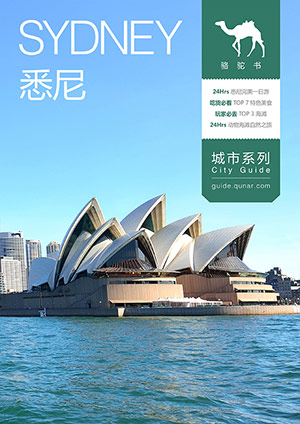 SYDNEY
悉尼
骆驼书
24Hrs 悉尼完美一日游
吃货必看 TOP 7 特色美食
玩家必去 TOP 3 海滩
24Hrs 动物海滩自然之旅
城市系列
City Guide
guide.qunar.com